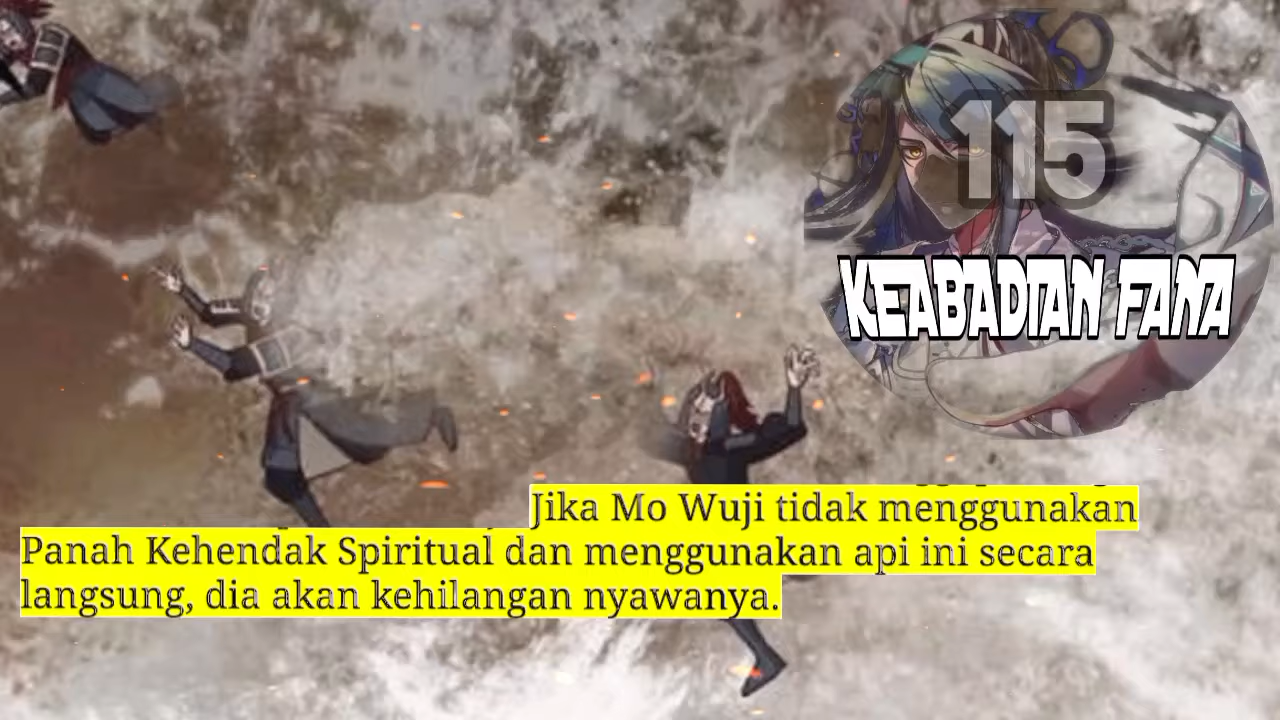 115
KEABADIAN FANA
Jika Mo Wuji tidak menggunakan
Panah Kehendak Spiritual dan menggunakan api ini secara
langsung, dia akan kehilangan nyawanya.